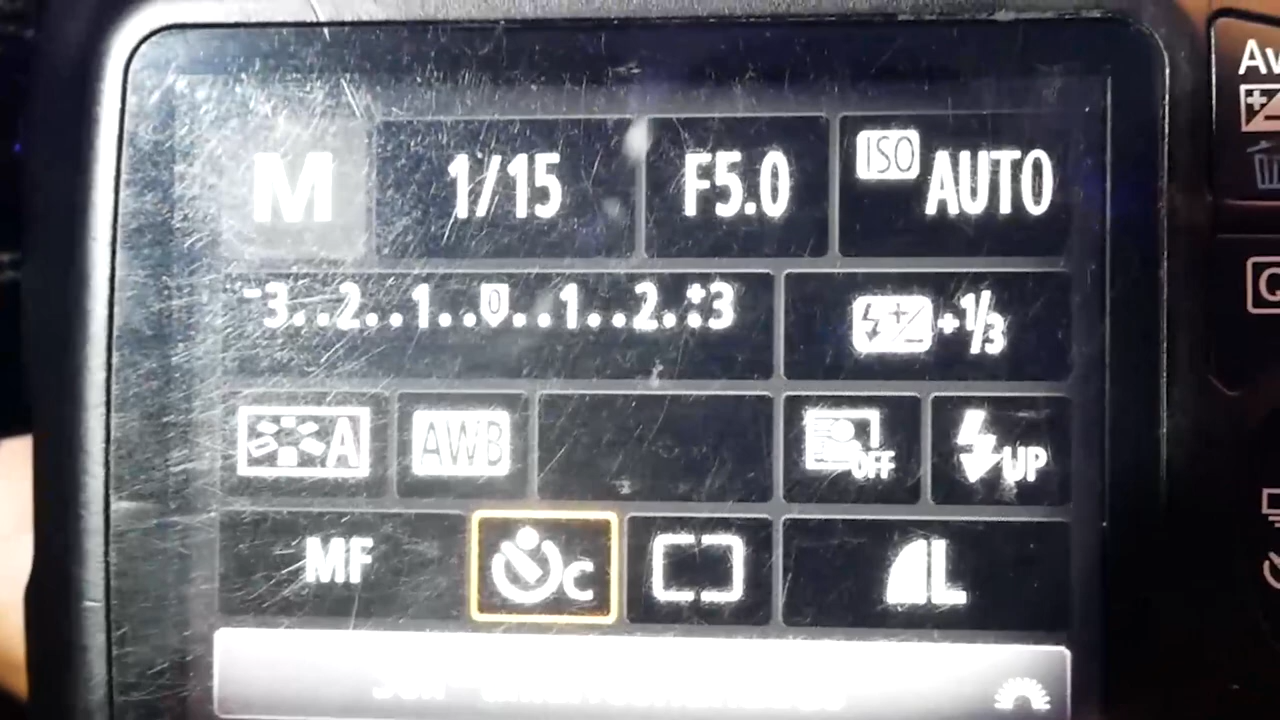 Av
M 1/15 F5.0 ISO AUTO
-3..2..1..0..1..2..+3 +1/3
A AWB OFF UP
MF C L
Q